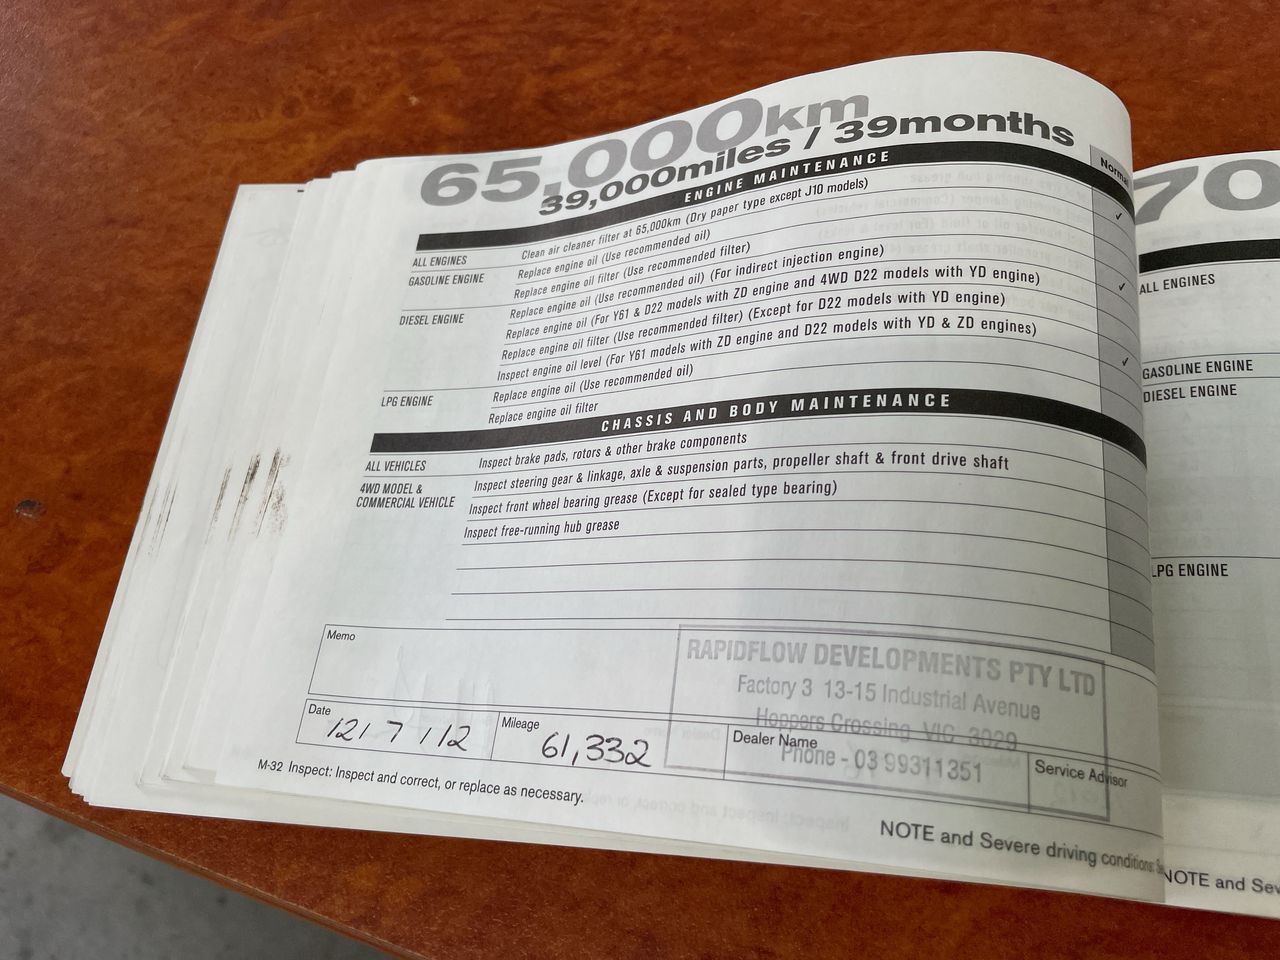 65,000km
39,000miles / 39months
ENGINE MAINTENANCE
Normal
ALL ENGINES Clean air cleaner filter at 65,000km (Dry paper type except J10 models) ✓
GASOLINE ENGINE Replace engine oil (Use recommended oil)
Replace engine oil filter (Use recommended filter)
DIESEL ENGINE Replace engine oil (Use recommended oil) (For indirect injection engine) ✓
Replace engine oil (For Y61 & D22 models with ZD engine and 4WD D22 models with YD engine)
Replace engine oil filter (Use recommended filter) (Except for D22 models with YD engine)
Inspect engine oil level (For Y61 models with ZD engine and D22 models with YD & ZD engines) ✓
LPG ENGINE Replace engine oil (Use recommended oil)
Replace engine oil filter
CHASSIS AND BODY MAINTENANCE
ALL VEHICLES Inspect brake pads, rotors & other brake components
4WD MODEL & COMMERCIAL VEHICLE Inspect steering gear & linkage, axle & suspension parts, propeller shaft & front drive shaft
Inspect front wheel bearing grease (Except for sealed type bearing)
Inspect free-running hub grease
Memo
RAPIDFLOW DEVELOPMENTS PTY LTD
Factory 3 13-15 Industrial Avenue
Hoppers Crossing VIC 3029
Phone - 03 99311351
Date 12/7/12
Mileage 61,332
Dealer Name
Service Advisor
M-32 Inspect: Inspect and correct, or replace as necessary.
NOTE and Severe driving conditions:
70
ALL ENGINES
GASOLINE ENGINE
DIESEL ENGINE
LPG ENGINE
NOTE and Sev